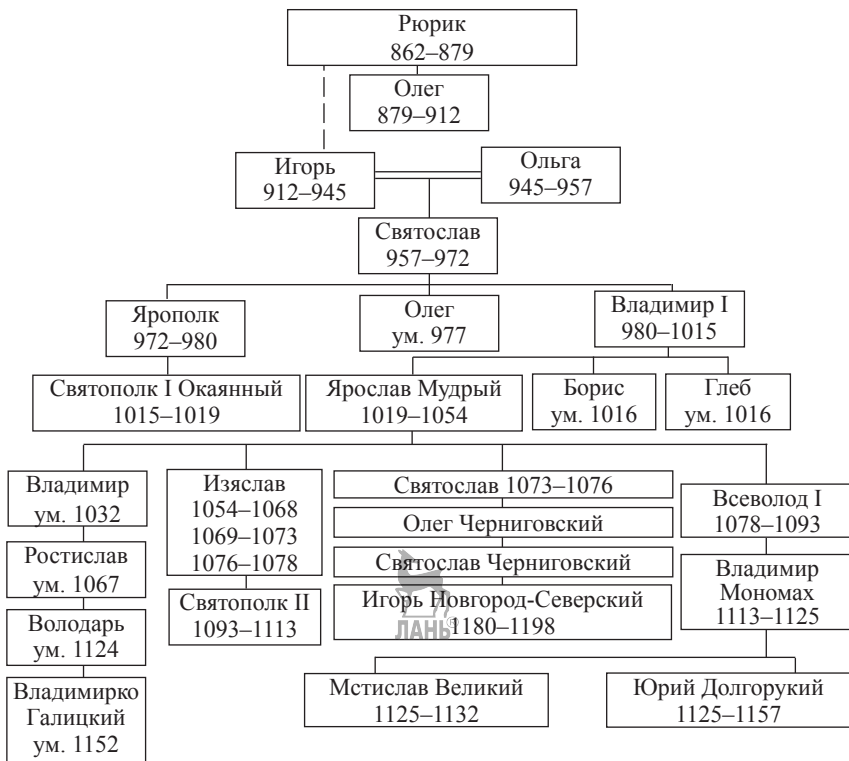 Рюрик
862–879
Олег
879–912
Игорь
912–945
Ольга
945–957
Святослав
957–972
Ярополк
972–980
Олег
ум. 977
Владимир I
980–1015
Святополк I Окаянный
1015–1019
Ярослав Мудрый
1019–1054
Борис
ум. 1016
Глеб
ум. 1016
Владимир
ум. 1032
Ростислав
ум. 1067
Володарь
ум. 1124
Владимирко
Галицкий
ум. 1152
Изяслав
1054–1068
1069–1073
1076–1078
Святополк II
1093–1113
Святослав 1073–1076
Олег Черниговский
Святослав Черниговский
Игорь Новгород-Северский
1180–1198
ЛАНЬ®
Всеволод I
1078–1093
Владимир
Мономах
1113–1125
Мстислав Великий
1125–1132
Юрий Долгорукий
1125–1157